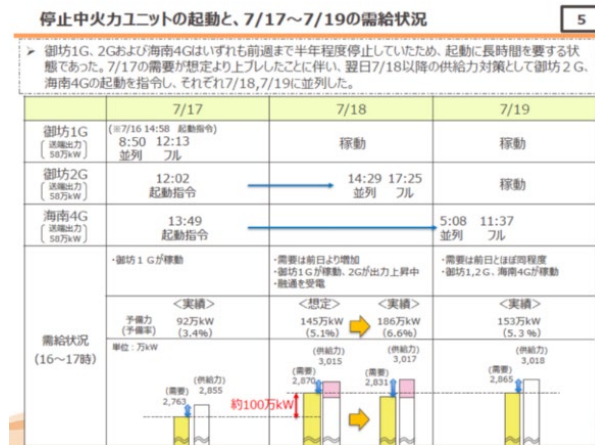 停止中火力ユニットの起動と、7/17～7/19の需給状況
5
➢ 御坊1G、2Gおよび海南4Gはいずれも前週まで半年程度停止していたため、起動に長時間を要する状
態であった。7/17の需要が想定より上ブレしたことに伴い、翌日7/18以降の供給力対策として御坊２Ｇ、
海南4Gの起動を指令し、それぞれ7/18,7/19に並列した。
7/17 7/18 7/19
御坊1G
送端出力
58万kW
(※7/16 14:58 起動指令)
8:50 12:13
並列 フル
稼動
稼動
御坊2G
送端出力
58万kW
12:02
起動指令
14:29 17:25
並列 フル
稼動
海南4G
送端出力
58万kW
13:49
起動指令
5:08 11:37
並列 フル
需給状況
(16～17時)
・御坊１Ｇが稼動
・需要は前日より増加
・御坊1Gが稼動、2Gが出力上昇中
・融通を受電
・需要は前日とほぼ同程度
・御坊1,2Ｇ、海南4Gが稼動
予備力
(予備率)
<実績>
92万kW
(3.4%)
<想定> <実績>
145万kW 186万kW
(5.1%) (6.6%)
<実績>
153万kW
(5.3%)
単位：万kW
(需要)
2,763
(供給力)
2,855
約100万kW
(需要)
2,870
(供給力)
3,015
(需要)
2,831
(供給力)
3,017
(需要)
2,865
(供給力)
3,018